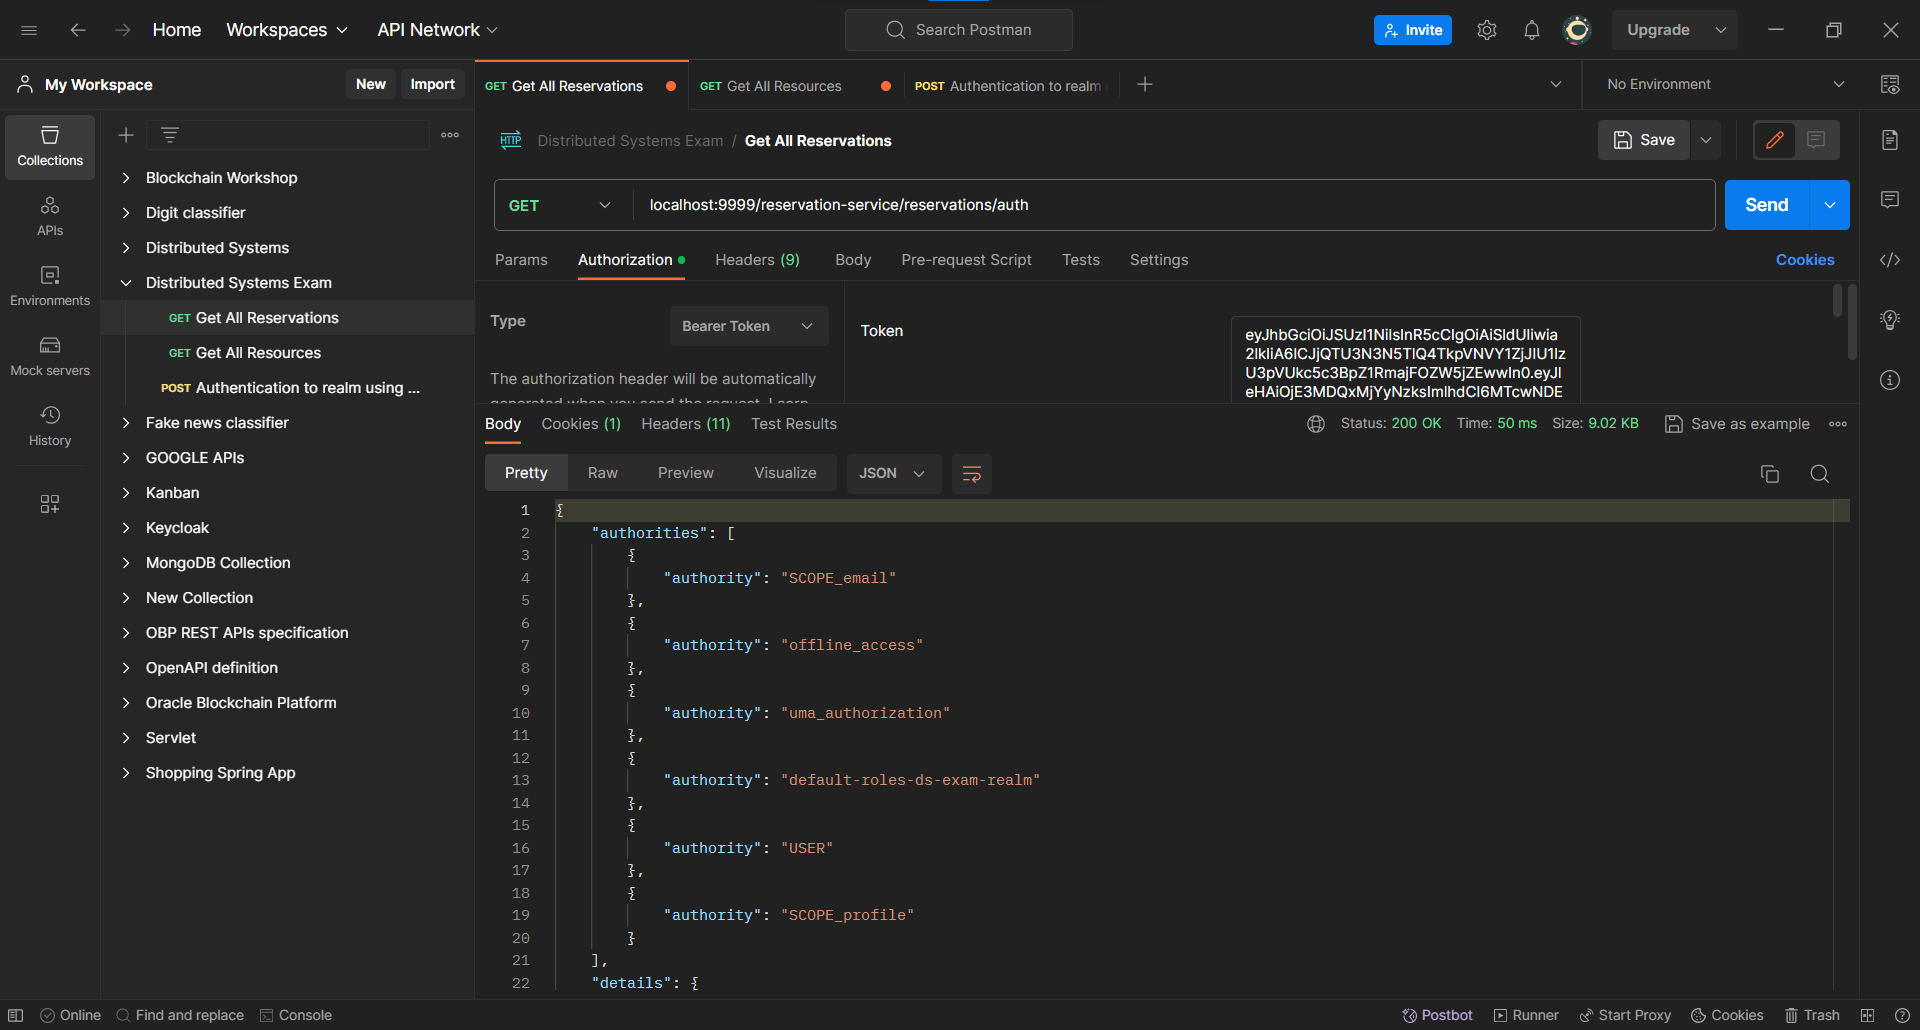 Home
Workspaces
API Network
Search Postman
Invite
Upgrade
My Workspace
New
Import
GET Get All Reservations
GET Get All Resources
POST Authentication to realm
No Environment
Collections
APIs
Environments
Mock servers
History
Blockchain Workshop
Digit classifier
Distributed Systems
Distributed Systems Exam
GET Get All Reservations
GET Get All Resources
POST Authentication to realm using ...
Fake news classifier
GOOGLE APIs
Kanban
Keycloak
MongoDB Collection
New Collection
OBP REST APIs specification
OpenAPI definition
Oracle Blockchain Platform
Servlet
Shopping Spring App
HTTP Distributed Systems Exam / Get All Reservations
Save
GET
localhost:9999/reservation-service/reservations/auth
Send
Params
Authorization
Headers (9)
Body
Pre-request Script
Tests
Settings
Cookies
Type
Bearer Token
The authorization header will be automatically
generated when you send the request. Learn
Token
Body
Cookies (1)
Headers (11)
Test Results
Status: 200 OK
Time: 50 ms
Size: 9.02 KB
Save as example
Pretty
Raw
Preview
Visualize
JSON
1 {
2 "authorities": [
3 {
4 "authority": "SCOPE_email"
5 },
6 {
7 "authority": "offline_access"
8 },
9 {
10 "authority": "uma_authorization"
11 },
12 {
13 "authority": "default-roles-ds-exam-realm"
14 },
15 {
16 "authority": "USER"
17 },
18 {
19 "authority": "SCOPE_profile"
20 }
21 ],
22 "details": {
Online
Find and replace
Console
Postbot
Runner
Start Proxy
Cookies
Trash